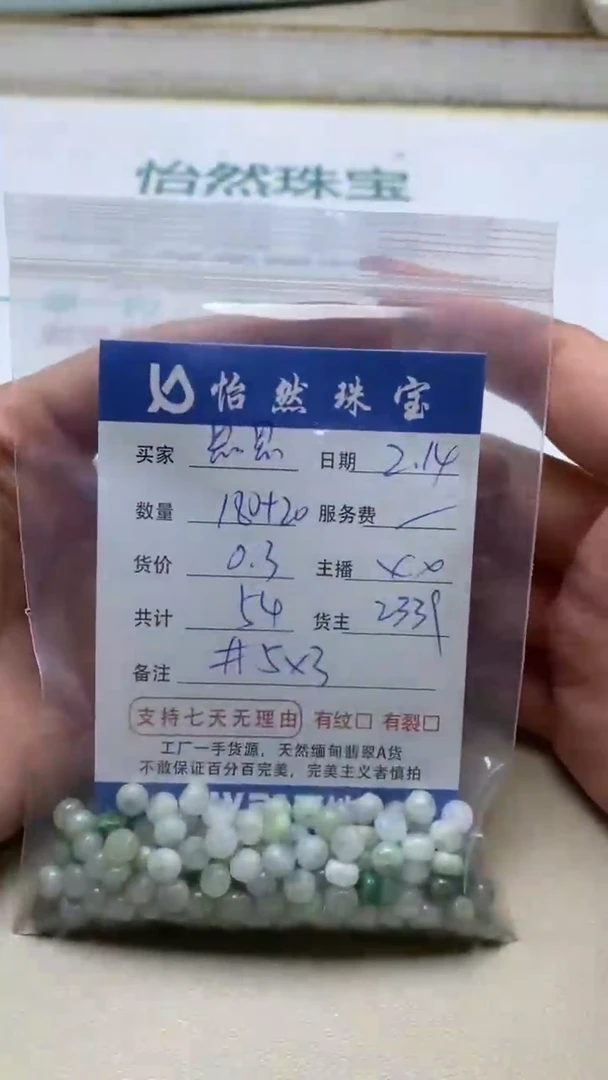 怡然珠宝
怡然珠宝
买家 思思 日期 2.14
数量 180+20 服务费 /
货价 0.3 主播 xx
共计 54 货主 2339
备注 #5x3
支持七天无理由 有纹□ 有裂□
工厂一手货源，天然缅甸翡翠A货
不敢保证百分百完美，完美主义者慎拍